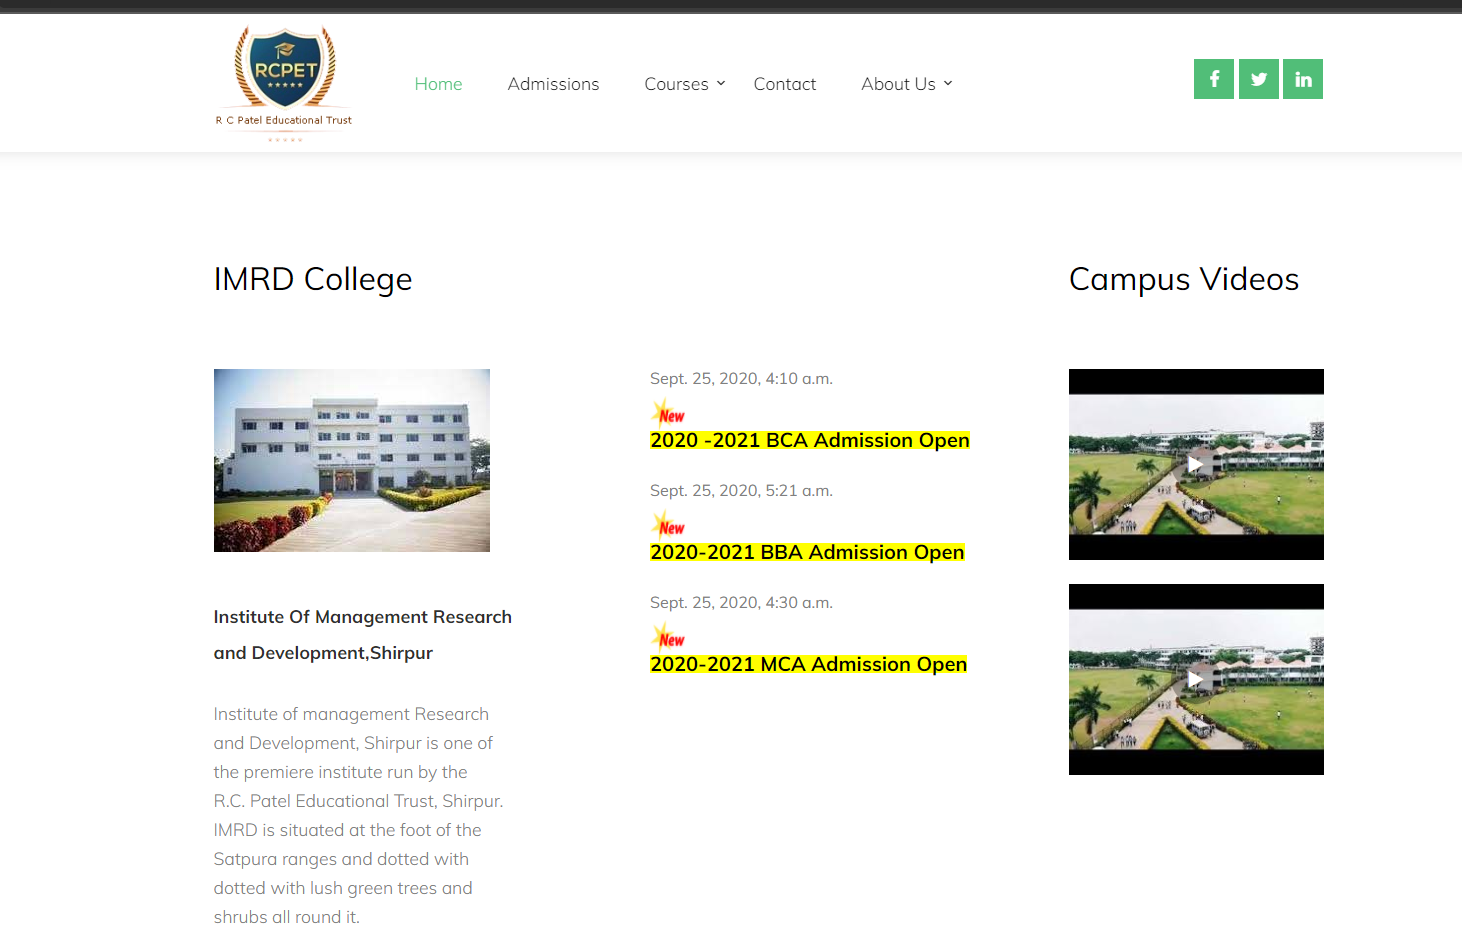 RCPET
R C Patel Educational Trust
Home
Admissions
Courses
Contact
About Us
IMRD College
Campus Videos
Sept. 25, 2020, 4:10 a.m.
New
2020 -2021 BCA Admission Open
Sept. 25, 2020, 5:21 a.m.
New
2020-2021 BBA Admission Open
Sept. 25, 2020, 4:30 a.m.
New
2020-2021 MCA Admission Open
Institute Of Management Research
and Development,Shirpur
Institute of management Research
and Development, Shirpur is one of
the premiere institute run by the
R.C. Patel Educational Trust, Shirpur.
IMRD is situated at the foot of the
Satpura ranges and dotted with
dotted with lush green trees and
shrubs all round it.